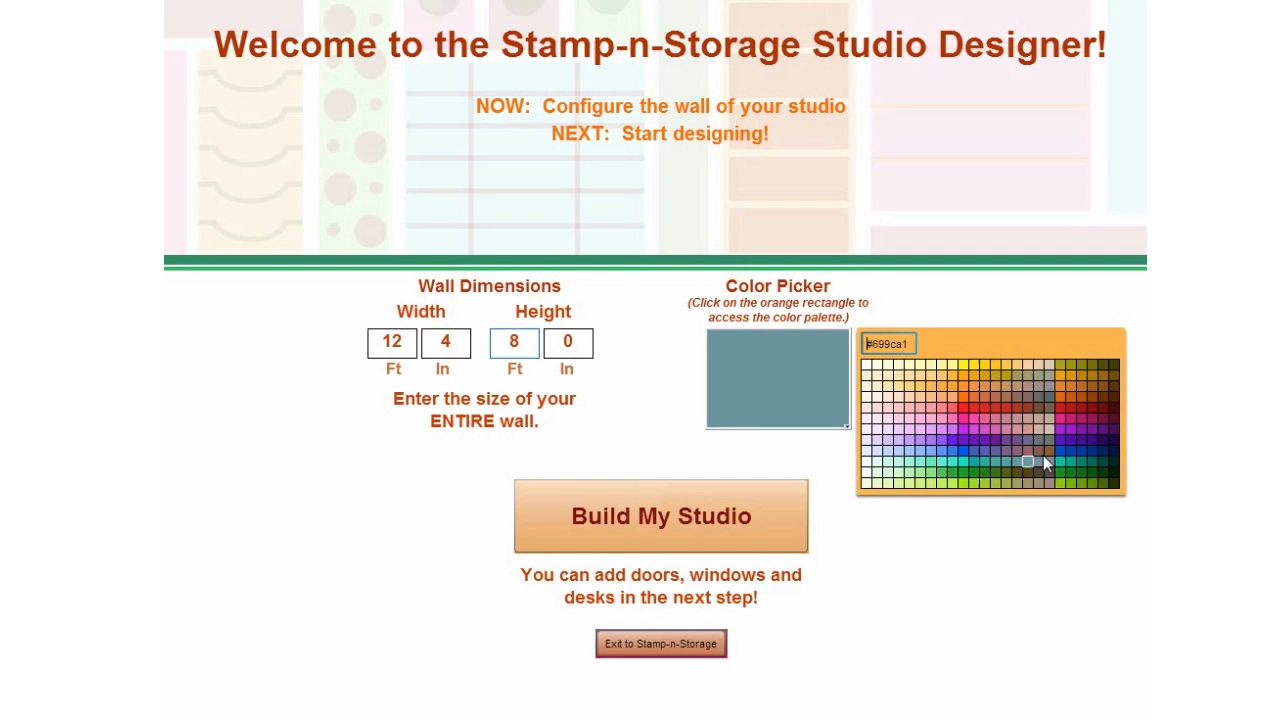 Welcome to the Stamp-n-Storage Studio Designer!
NOW: Configure the wall of your studio
NEXT: Start designing!
Wall Dimensions
Width Height
12 4 8 0
Ft In Ft In
Enter the size of your
ENTIRE wall.
Color Picker
(Click on the orange rectangle to
access the color palette.)
#699ca1
Build My Studio
You can add doors, windows and
desks in the next step!
Exit to Stamp-n-Storage